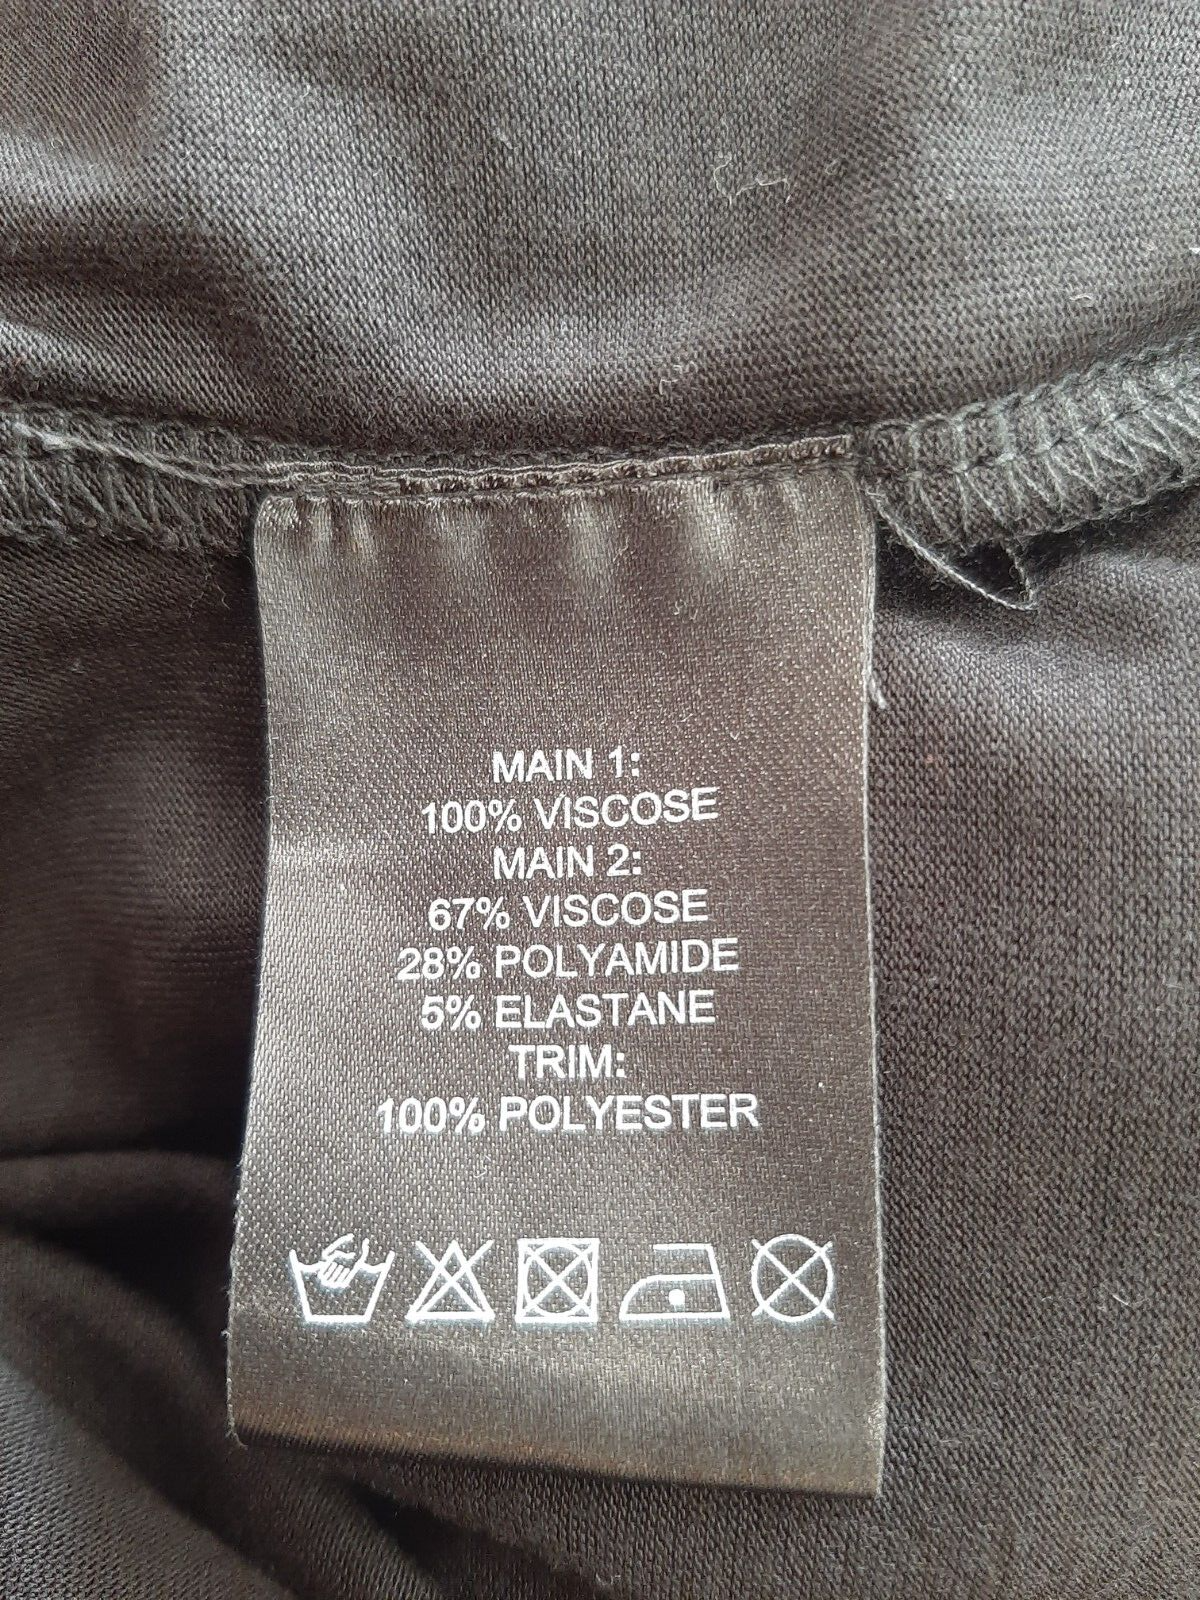 MAIN 1:
100% VISCOSE
MAIN 2:
67% VISCOSE
28% POLYAMIDE
5% ELASTANE
TRIM:
100% POLYESTER